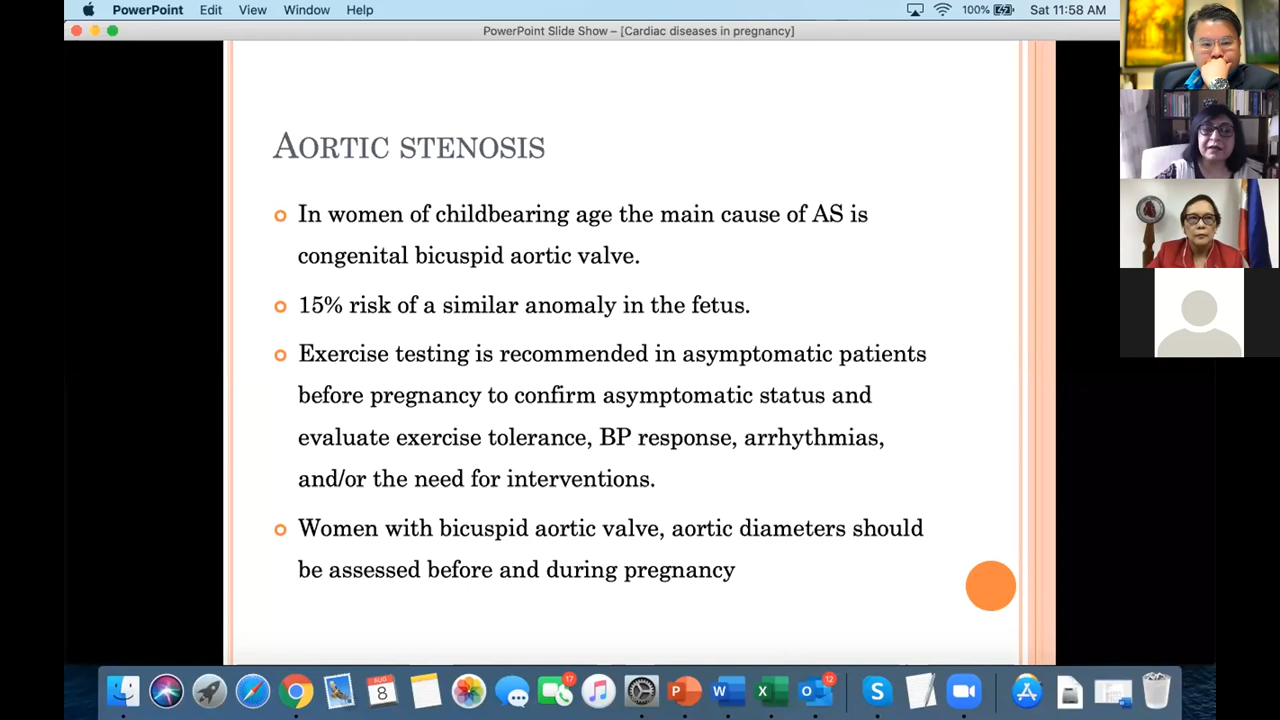 PowerPoint Edit View Window Help 100% Sat 11:58 AM
PowerPoint Slide Show – [Cardiac diseases in pregnancy]
AORTIC STENOSIS
In women of childbearing age the main cause of AS is
congenital bicuspid aortic valve.
15% risk of a similar anomaly in the fetus.
Exercise testing is recommended in asymptomatic patients
before pregnancy to confirm asymptomatic status and
evaluate exercise tolerance, BP response, arrhythmias,
and/or the need for interventions.
Women with bicuspid aortic valve, aortic diameters should
be assessed before and during pregnancy
AUG
8
17
P
W
X
O
12
S